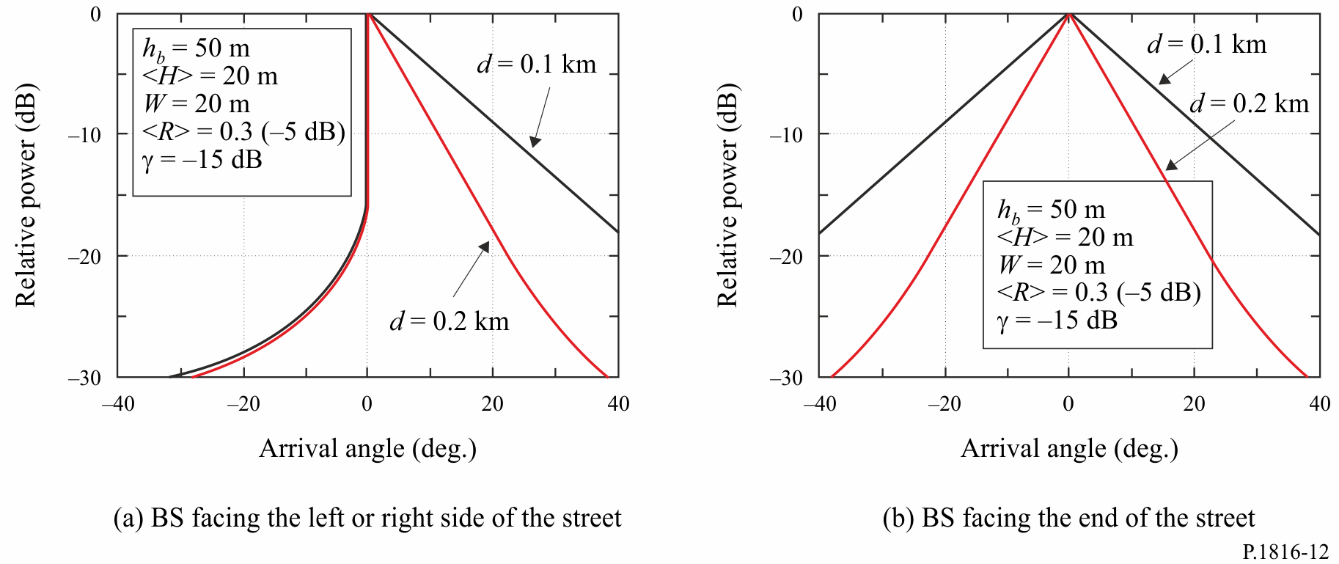 0
–10
–20
–30
Relative power (dB)
h_b = 50 m
<H> = 20 m
W = 20 m
<R> = 0.3 (–5 dB)
γ = –15 dB
d = 0.1 km
d = 0.2 km
–40
–20
0
20
40
Arrival angle (deg.)
(a) BS facing the left or right side of the street
0
–10
–20
–30
Relative power (dB)
d = 0.1 km
d = 0.2 km
h_b = 50 m
<H> = 20 m
W = 20 m
<R> = 0.3 (–5 dB)
γ = –15 dB
–40
–20
0
20
40
Arrival angle (deg.)
(b) BS facing the end of the street
P.1816-12